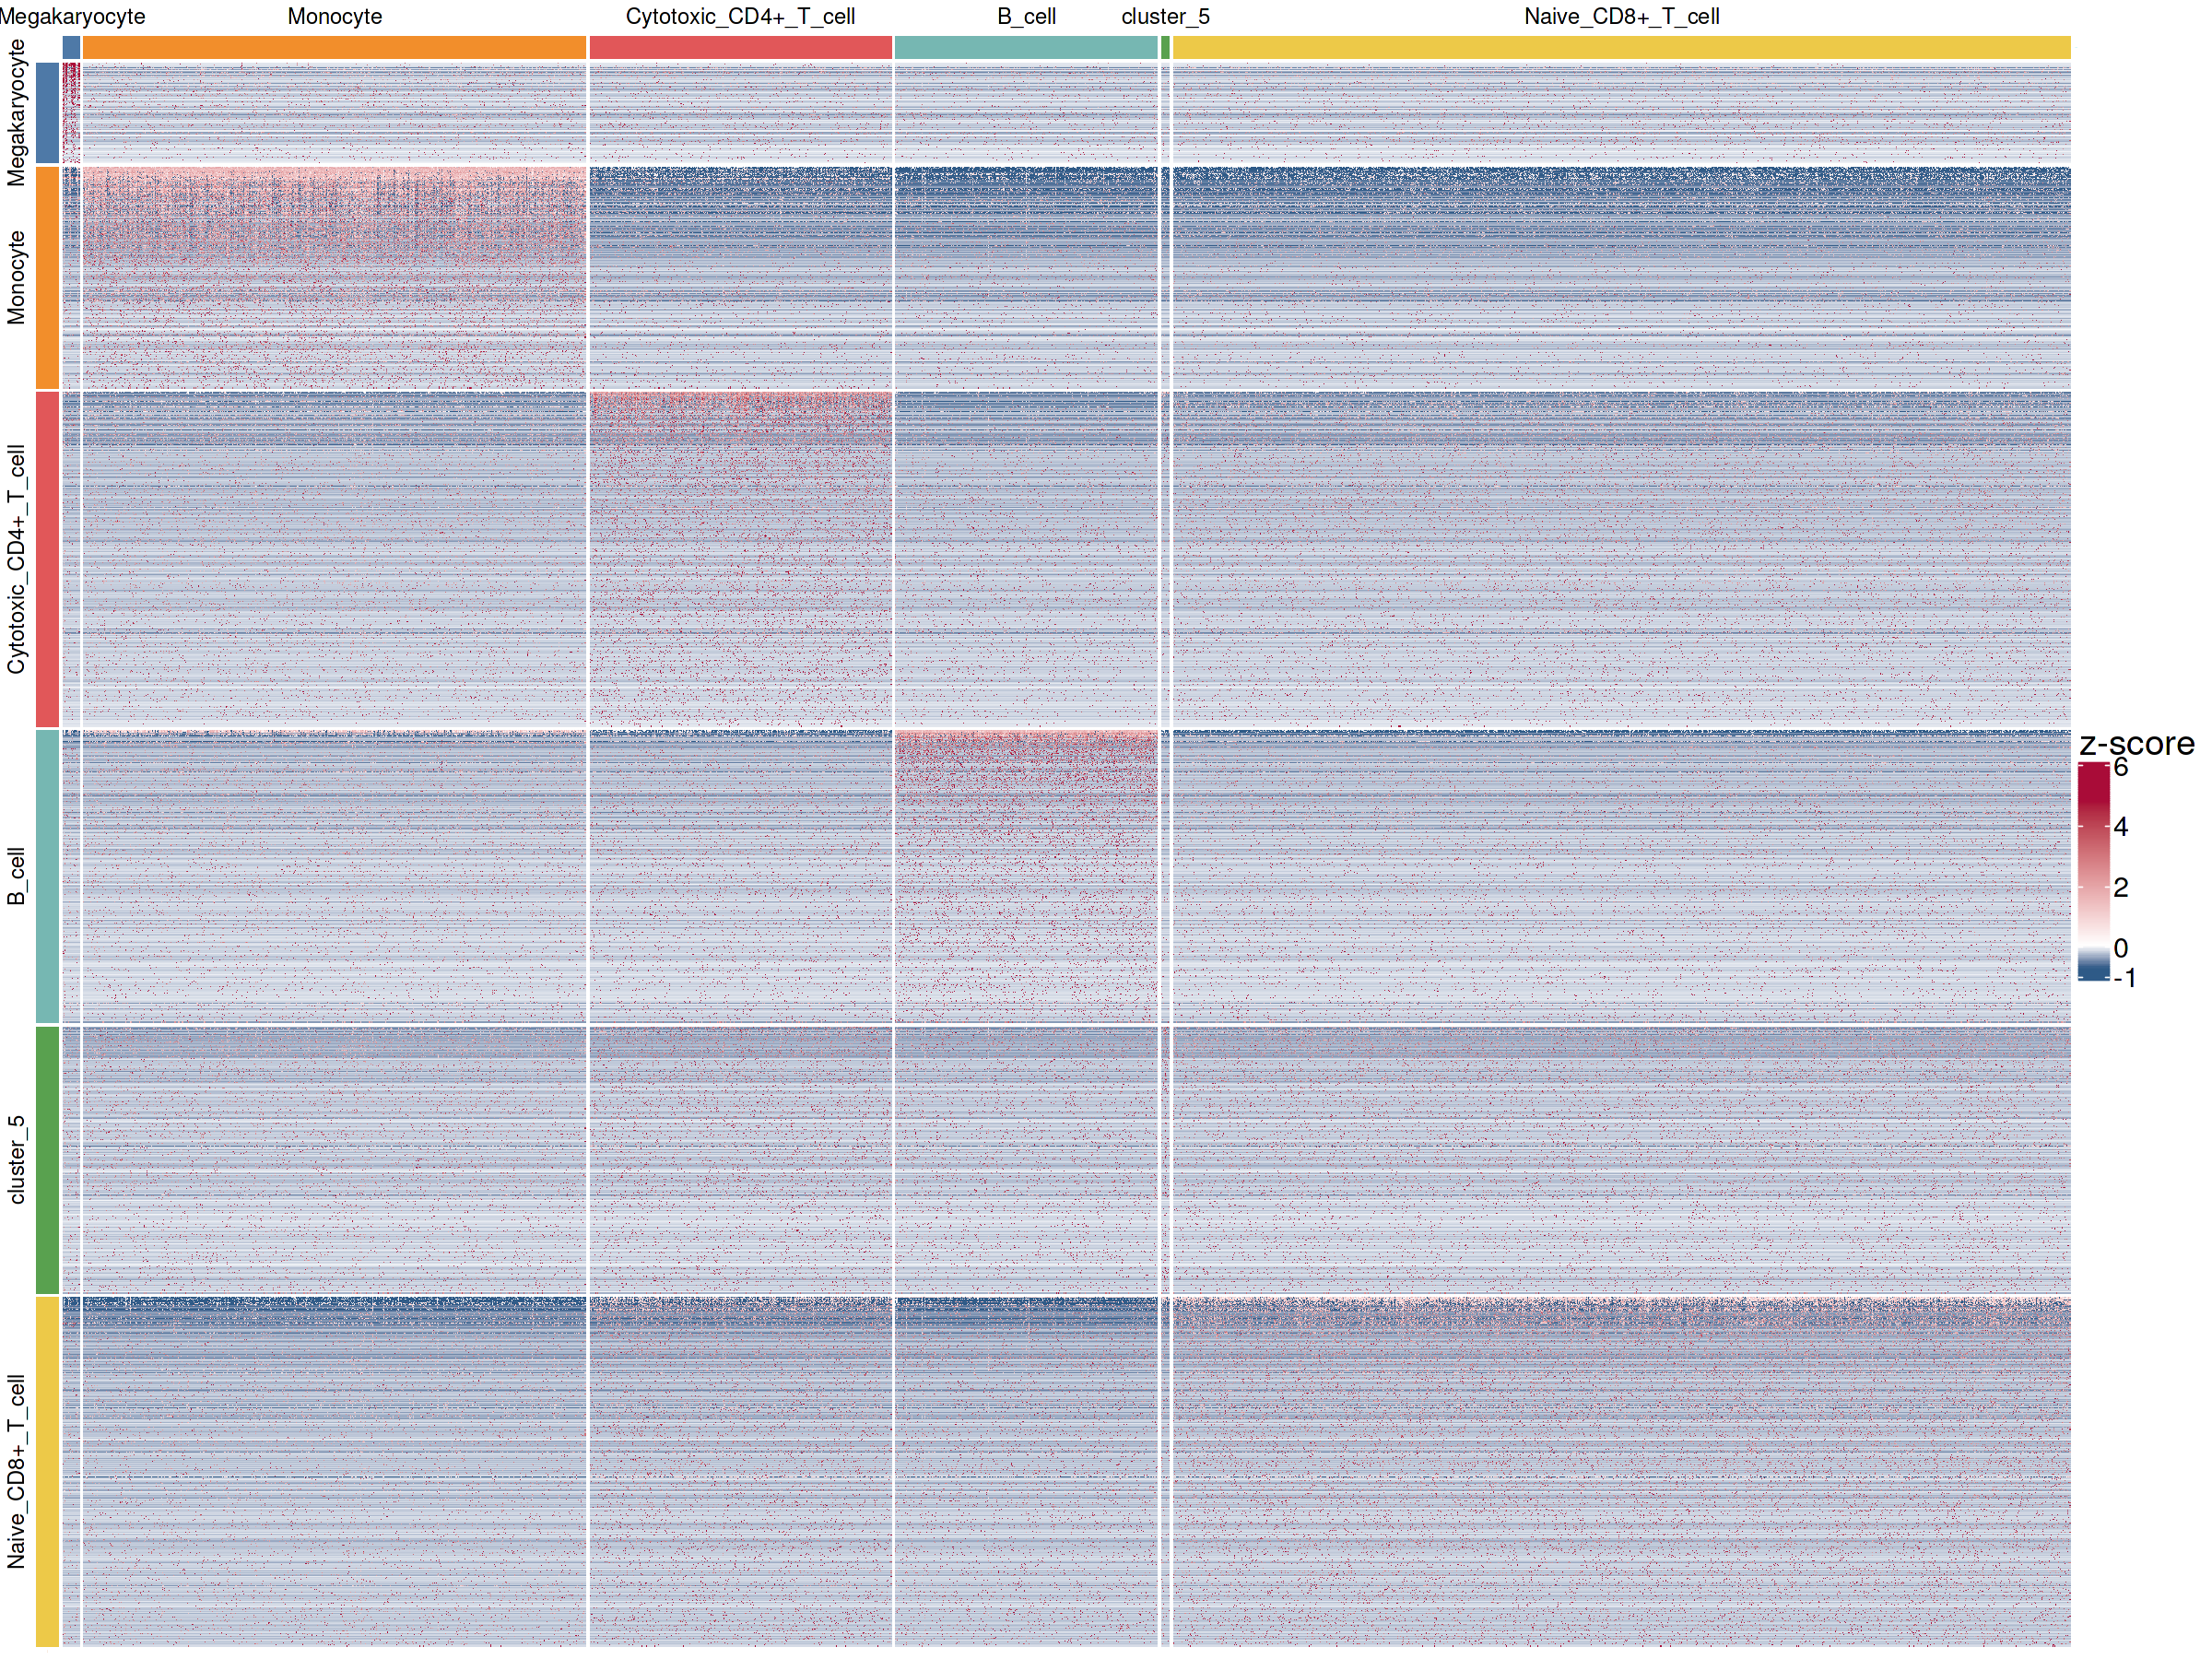 Megakaryocyte
Monocyte
Cytotoxic_CD4+_T_cell
B_cell
cluster_5
Naive_CD8+_T_cell
Megakaryocyte
Monocyte
Cytotoxic_CD4+_T_cell
B_cell
cluster_5
Naive_CD8+_T_cell
z-score
6
4
2
0
-1